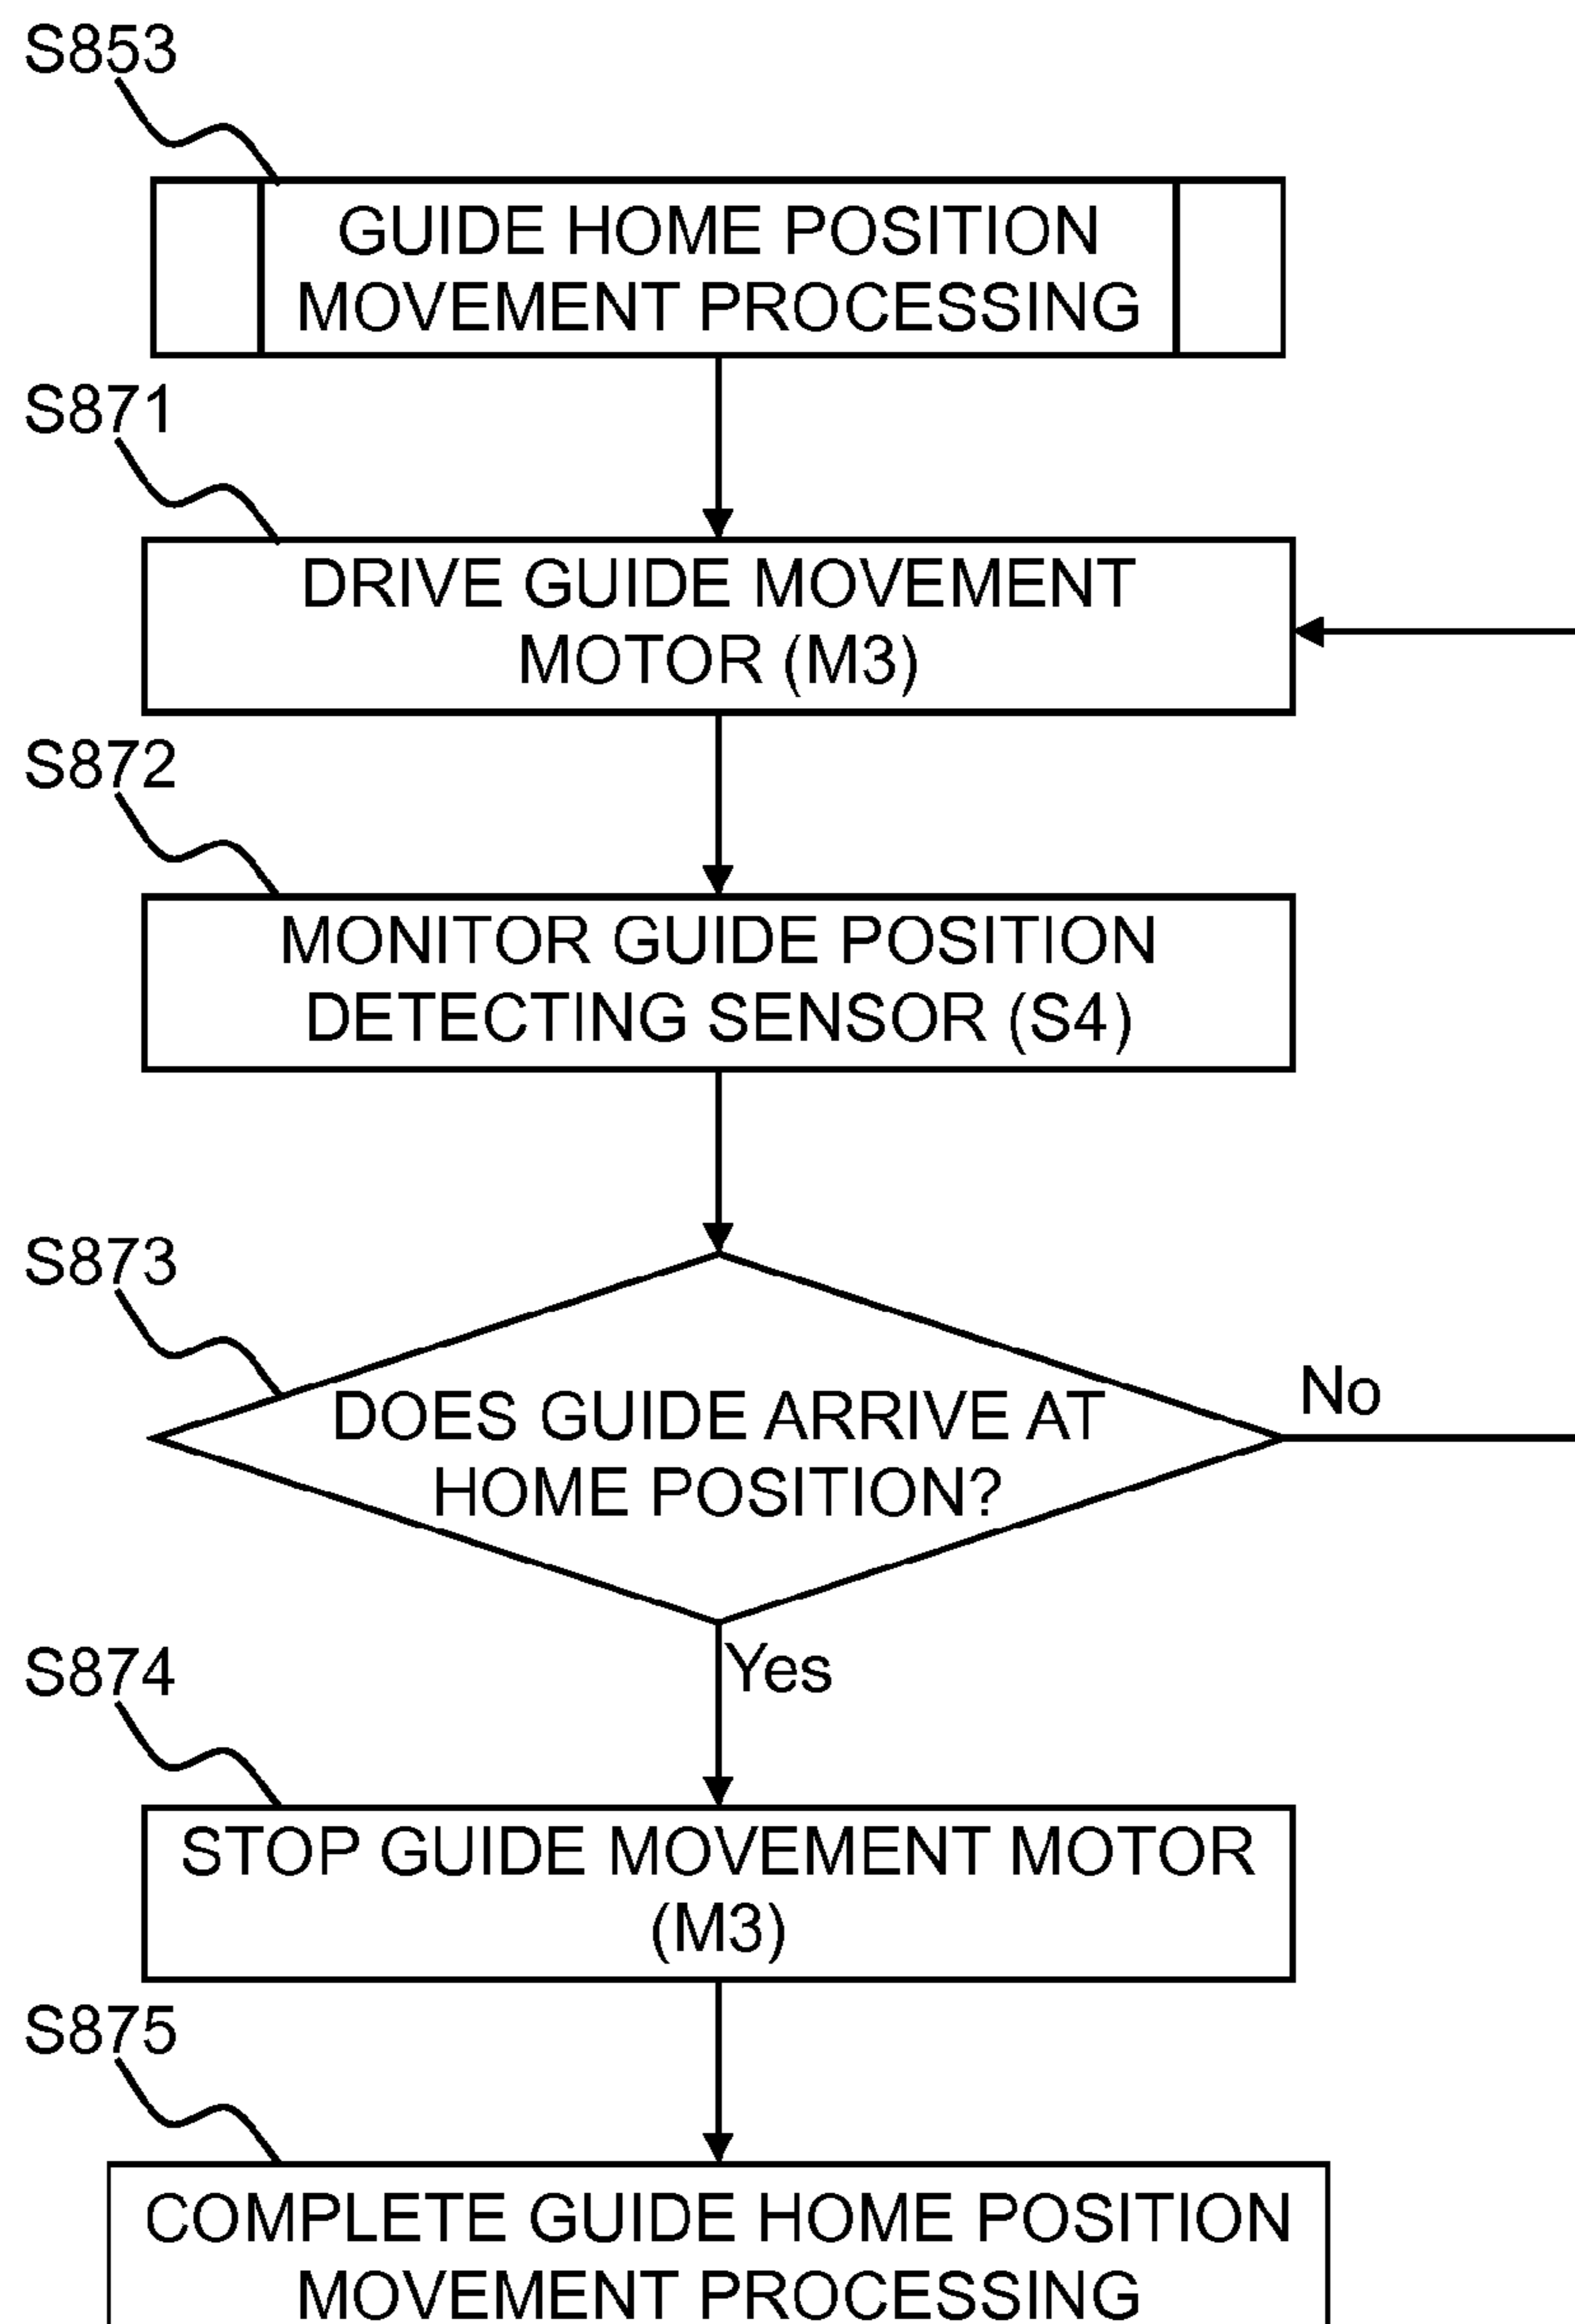 S853
GUIDE HOME POSITION
MOVEMENT PROCESSING
S871
DRIVE GUIDE MOVEMENT
MOTOR (M3)
S872
MONITOR GUIDE POSITION
DETECTING SENSOR (S4)
S873
DOES GUIDE ARRIVE AT
HOME POSITION?
No
Yes
S874
STOP GUIDE MOVEMENT MOTOR
(M3)
S875
COMPLETE GUIDE HOME POSITION
MOVEMENT PROCESSING